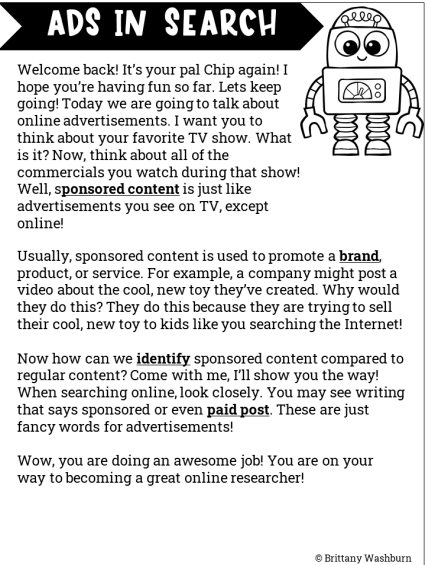 ADS IN SEARCH
Welcome back! It's your pal Chip again! I
hope you're having fun so far. Lets keep
going! Today we are going to talk about
online advertisements. I want you to
think about your favorite TV show. What
is it? Now, think about all of the
commercials you watch during that show!
Well, sponsored content is just like
advertisements you see on TV, except
online!
Usually, sponsored content is used to promote a brand,
product, or service. For example, a company might post a
video about the cool, new toy they've created. Why would
they do this? They do this because they are trying to sell
their cool, new toy to kids like you searching the Internet!
Now how can we identify sponsored content compared to
regular content? Come with me, I'll show you the way!
When searching online, look closely. You may see writing
that says sponsored or even paid post. These are just
fancy words for advertisements!
Wow, you are doing an awesome job! You are on your
way to becoming a great online researcher!
© Brittany Washburn